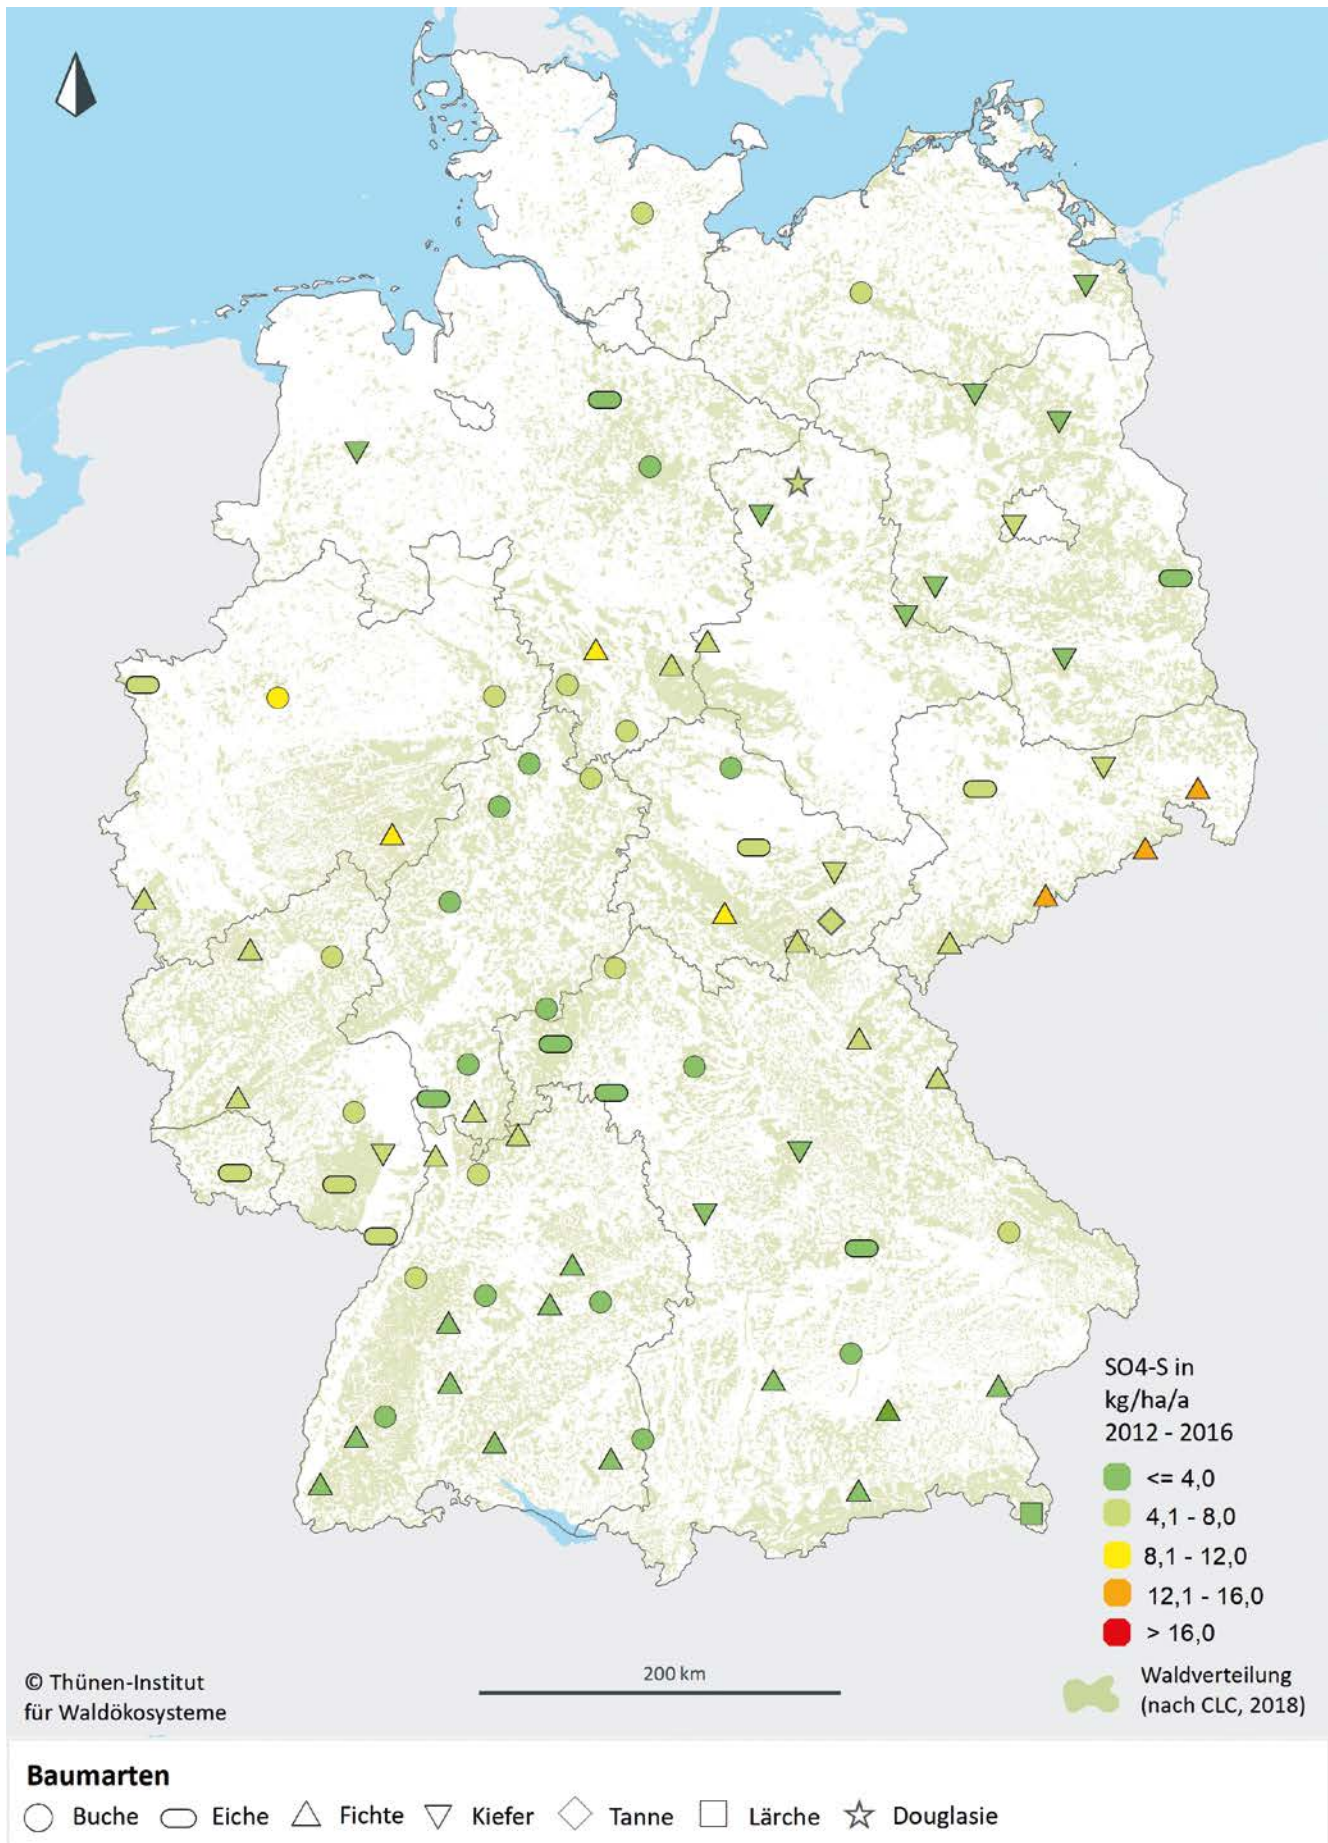 SO4-S in
kg/ha/a
2012 - 2016
<= 4,0
4,1 - 8,0
8,1 - 12,0
12,1 - 16,0
> 16,0
Waldverteilung
(nach CLC, 2018)
200 km
© Thünen-Institut
für Waldökosysteme
Baumarten
Buche Eiche Fichte Kiefer Tanne Lärche Douglasie